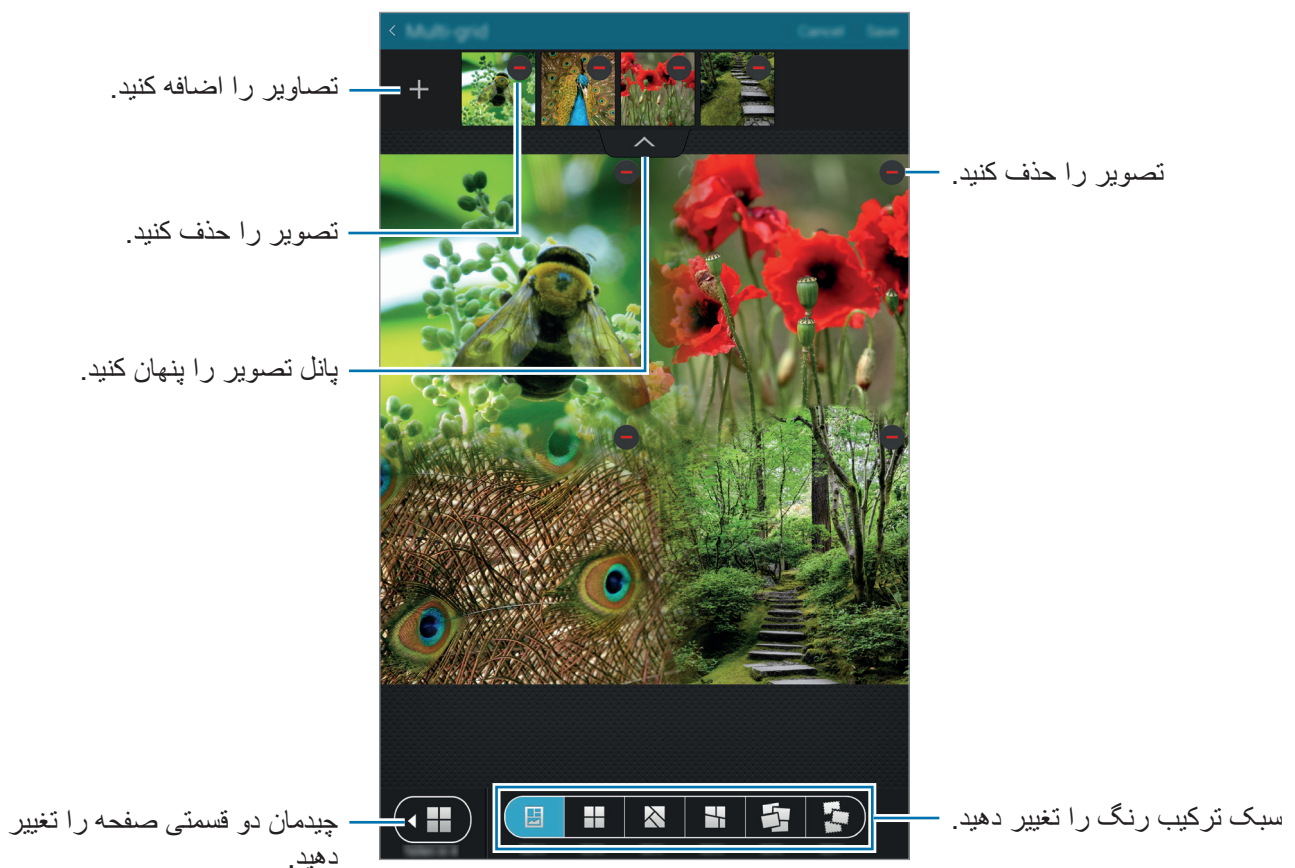 Multi-grid
Cancel
Save
تصاویر را اضافه کنید.
تصویر را حذف کنید.
تصویر را حذف کنید.
پانل تصویر را پنهان کنید.
چیدمان دو قسمتی صفحه را تغییر
دهید.
سبک ترکیب رنگ را تغییر دهید.